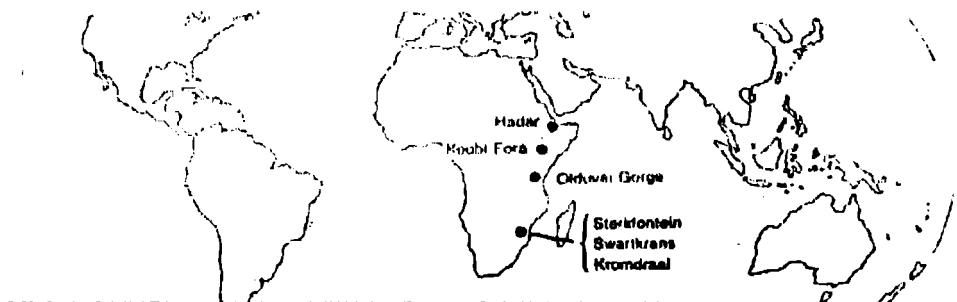 Hadar
Koobi Fora
Olduvai Gorge
Sterkfontein
Swartkrans
Kromdraai